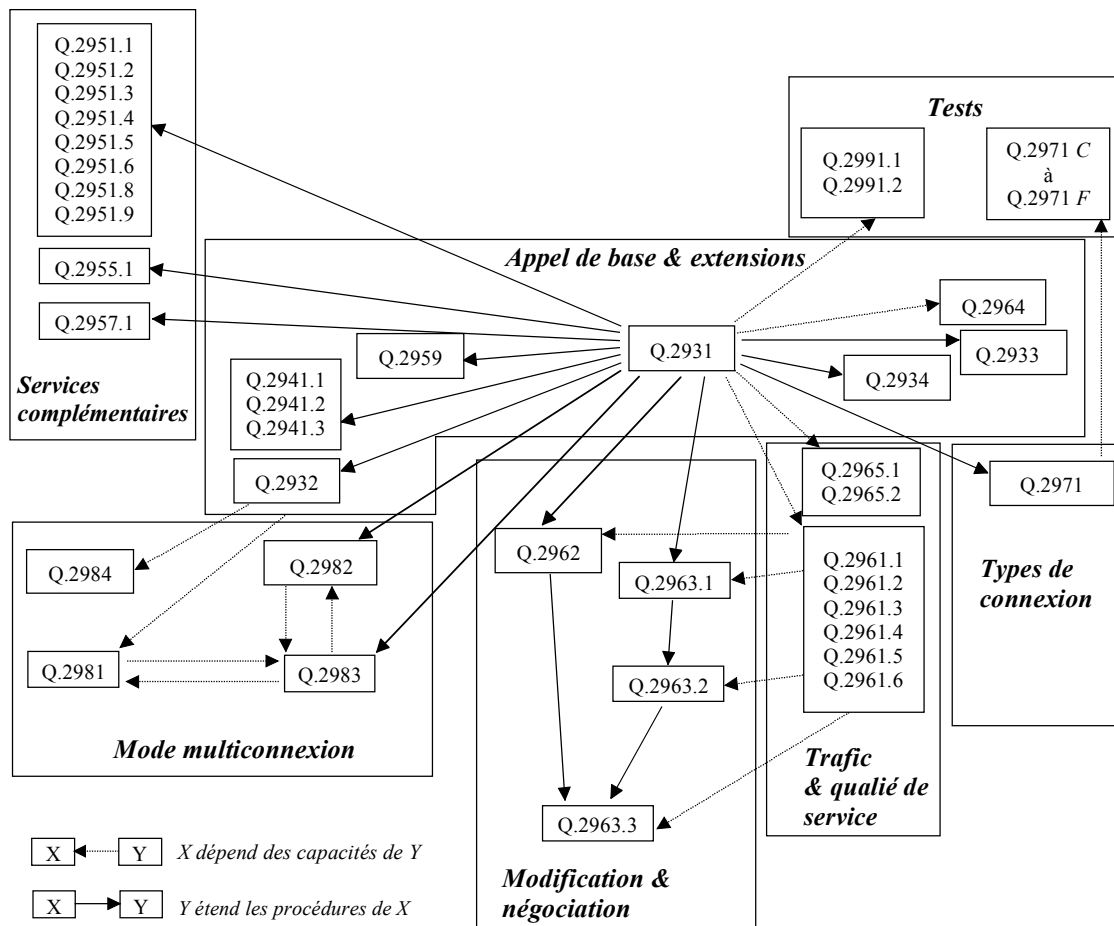 Q.2951.1
Q.2951.2
Q.2951.3
Q.2951.4
Q.2951.5
Q.2951.6
Q.2951.8
Q.2951.9
Q.2955.1
Q.2957.1
Services
complémentaires
Tests
Q.2991.1
Q.2991.2
Q.2971 C
à
Q.2971 F
Appel de base & extensions
Q.2931
Q.2964
Q.2933
Q.2934
Q.2959
Q.2941.1
Q.2941.2
Q.2941.3
Q.2932
Q.2984
Q.2982
Q.2981
Q.2983
Mode multiconnexion
Q.2962
Q.2963.1
Q.2963.2
Q.2963.3
Modification &
négociation
Q.2965.1
Q.2965.2
Q.2961.1
Q.2961.2
Q.2961.3
Q.2961.4
Q.2961.5
Q.2961.6
Trafic
& qualié de
service
Q.2971
Types de
connexion
X Y X dépend des capacités de Y
X Y Y étend les procédures de X